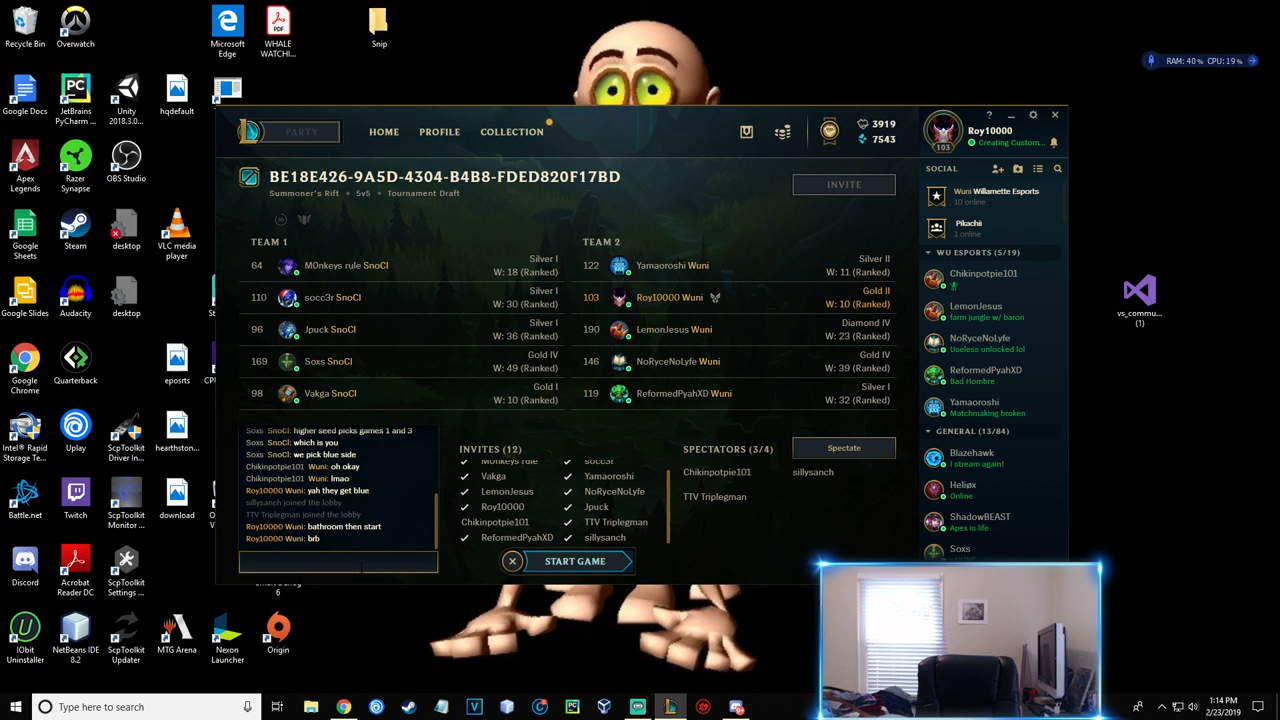 Recycle Bin
Overwatch
Microsoft Edge
WHALE WATCHI...
Snip
RAM: 40 % CPU: 19 %
Google Docs
JetBrains PyCharm ...
Unity 2018.3.0...
hqdefault
Apex Legends
Razer Synapse
OBS Studio
Google Sheets
Steam
desktop
VLC media player
Google Slides
Audacity
desktop
Google Chrome
Quarterback
eposrts
Intel® Rapid Storage Te...
Uplay
ScpToolkit Driver In...
hearthston...
Battle.net
Twitch
ScpToolkit Monitor ...
download
Discord
Acrobat Reader DC
ScpToolkit Settings ...
6
IObit Uninstaller
NetBeans IDE 8.2
ScpToolkit Updater
MTG Arena
Nexon Launcher
Origin
vs_commu... (1)
PARTY
HOME
PROFILE
COLLECTION
3919
7543
103
Roy10000
Creating Custom...
BE18E426-9A5D-4304-B4B8-FDED820F17BD
Summoner's Rift • 5v5 • Tournament Draft
INVITE
TEAM 1
64 M0nkeys rule SnoCl Silver I W: 18 (Ranked)
110 socc3r SnoCl Silver I W: 30 (Ranked)
96 Jpuck SnoCl Silver I W: 36 (Ranked)
169 Soxs SnoCl Gold IV W: 49 (Ranked)
98 Vakga SnoCl Gold I W: 10 (Ranked)
TEAM 2
122 Yamaoroshi Wuni Silver II W: 11 (Ranked)
103 Roy10000 Wuni Gold II W: 10 (Ranked)
190 LemonJesus Wuni Diamond IV W: 23 (Ranked)
146 NoRyceNoLyfe Wuni Gold IV W: 39 (Ranked)
119 ReformedPyahXD Wuni Silver I W: 32 (Ranked)
Soxs SnoCl: higher seed picks games 1 and 3
Soxs SnoCl: which is you
Soxs SnoCl: we pick blue side
Chikinpotpie101 Wuni: oh okay
Chikinpotpie101 Wuni: lmao
Roy10000 Wuni: yah they get blue
sillysanch joined the lobby
TTV Triplegman joined the lobby
Roy10000 Wuni: bathroom then start
Roy10000 Wuni: brb
INVITES (12)
M0nkeys rule socc3r
Vakga Yamaoroshi
LemonJesus NoRyceNoLyfe
Roy10000 Jpuck
Chikinpotpie101 TTV Triplegman
ReformedPyahXD sillysanch
START GAME
SPECTATORS (3/4)
Spectate
Chikinpotpie101 sillysanch
TTV Triplegman
SOCIAL
Wuni Willamette Esports
10 online
Pikachii
1 online
WU ESPORTS (5/19)
Chikinpotpie101
LemonJesus
farm jungle w/ baron
NoRyceNoLyfe
Useless unlocked lol
ReformedPyahXD
Bad Hombre
Yamaoroshi
Matchmaking broken
GENERAL (13/84)
Blazehawk
I stream again!
Heliøx
Online
ShadowBEAST
Apex is life
Soxs
Type here to search
1:14 PM
2/23/2019